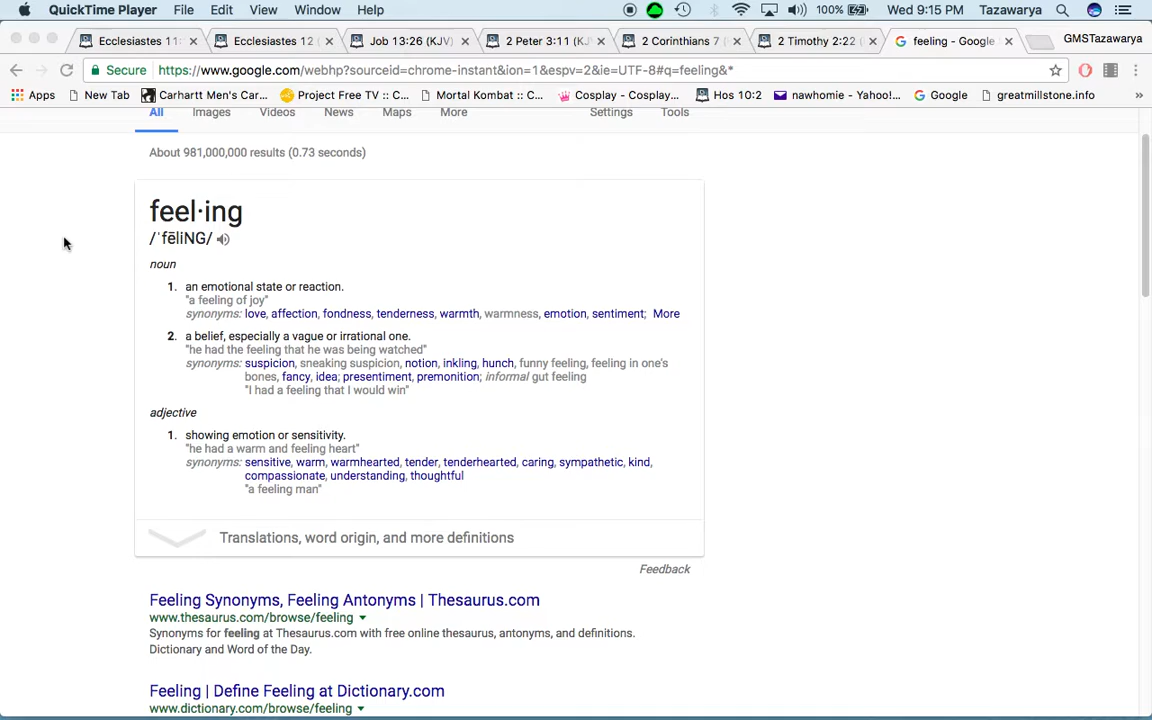 QuickTime Player File Edit View Window Help 100% Wed 9:15 PM Tazawarya
Ecclesiastes 11: Ecclesiastes 12 ( Job 13:26 (KJV) 2 Peter 3:11 (K 2 Corinthians 7 ( 2 Timothy 2:22 ( feeling - Google GMSTazawarya
Secure https://www.google.com/webhp?sourceid=chrome-instant&ion=1&espv=2&ie=UTF-8#q=feeling&*
Apps New Tab Carhartt Men's Car... Project Free TV :: C... Mortal Kombat :: C... Cosplay - Cosplay... Hos 10:2 nawhomie - Yahoo!... Google greatmillstone.info »
All Images Videos News Maps More Settings Tools
About 981,000,000 results (0.73 seconds)
feel·ing
/ˈfēliNG/
noun
1. an emotional state or reaction.
"a feeling of joy"
synonyms: love, affection, fondness, tenderness, warmth, warmness, emotion, sentiment; More
2. a belief, especially a vague or irrational one.
"he had the feeling that he was being watched"
synonyms: suspicion, sneaking suspicion, notion, inkling, hunch, funny feeling, feeling in one's
bones, fancy, idea; presentiment, premonition; informal gut feeling
"I had a feeling that I would win"
adjective
1. showing emotion or sensitivity.
"he had a warm and feeling heart"
synonyms: sensitive, warm, warmhearted, tender, tenderhearted, caring, sympathetic, kind,
compassionate, understanding, thoughtful
"a feeling man"
Translations, word origin, and more definitions
Feedback
Feeling Synonyms, Feeling Antonyms | Thesaurus.com
www.thesaurus.com/browse/feeling
Synonyms for feeling at Thesaurus.com with free online thesaurus, antonyms, and definitions.
Dictionary and Word of the Day.
Feeling | Define Feeling at Dictionary.com
www.dictionary.com/browse/feeling